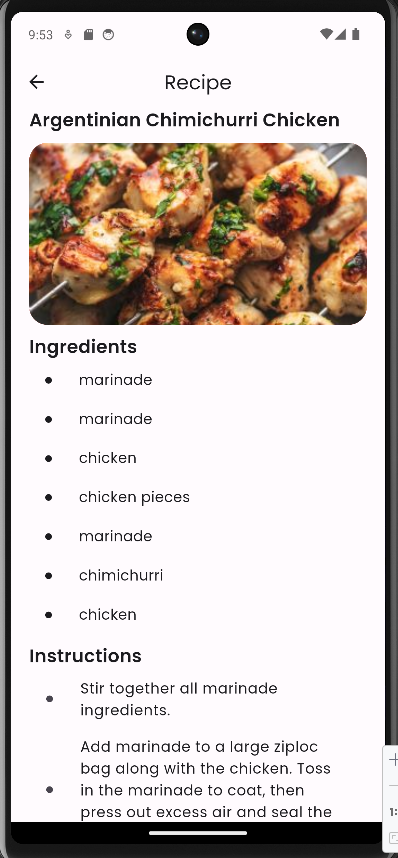 9:53
Recipe
Argentinian Chimichurri Chicken
Ingredients
marinade
marinade
chicken
chicken pieces
marinade
chimichurri
chicken
Instructions
Stir together all marinade
ingredients.
Add marinade to a large ziploc
bag along with the chicken. Toss
in the marinade to coat, then
press out excess air and seal the
1: